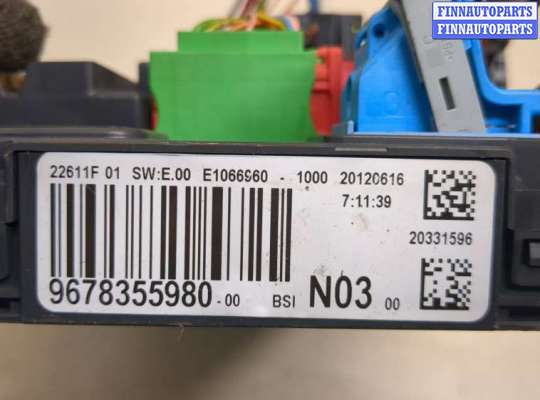 FINNAUTOPARTS
FINNAUTOPARTS
22611F 01 SW:E.00 E1066960 - 1000 20120616
7:11:39
20331596
9678355980-00 BSI N03 00